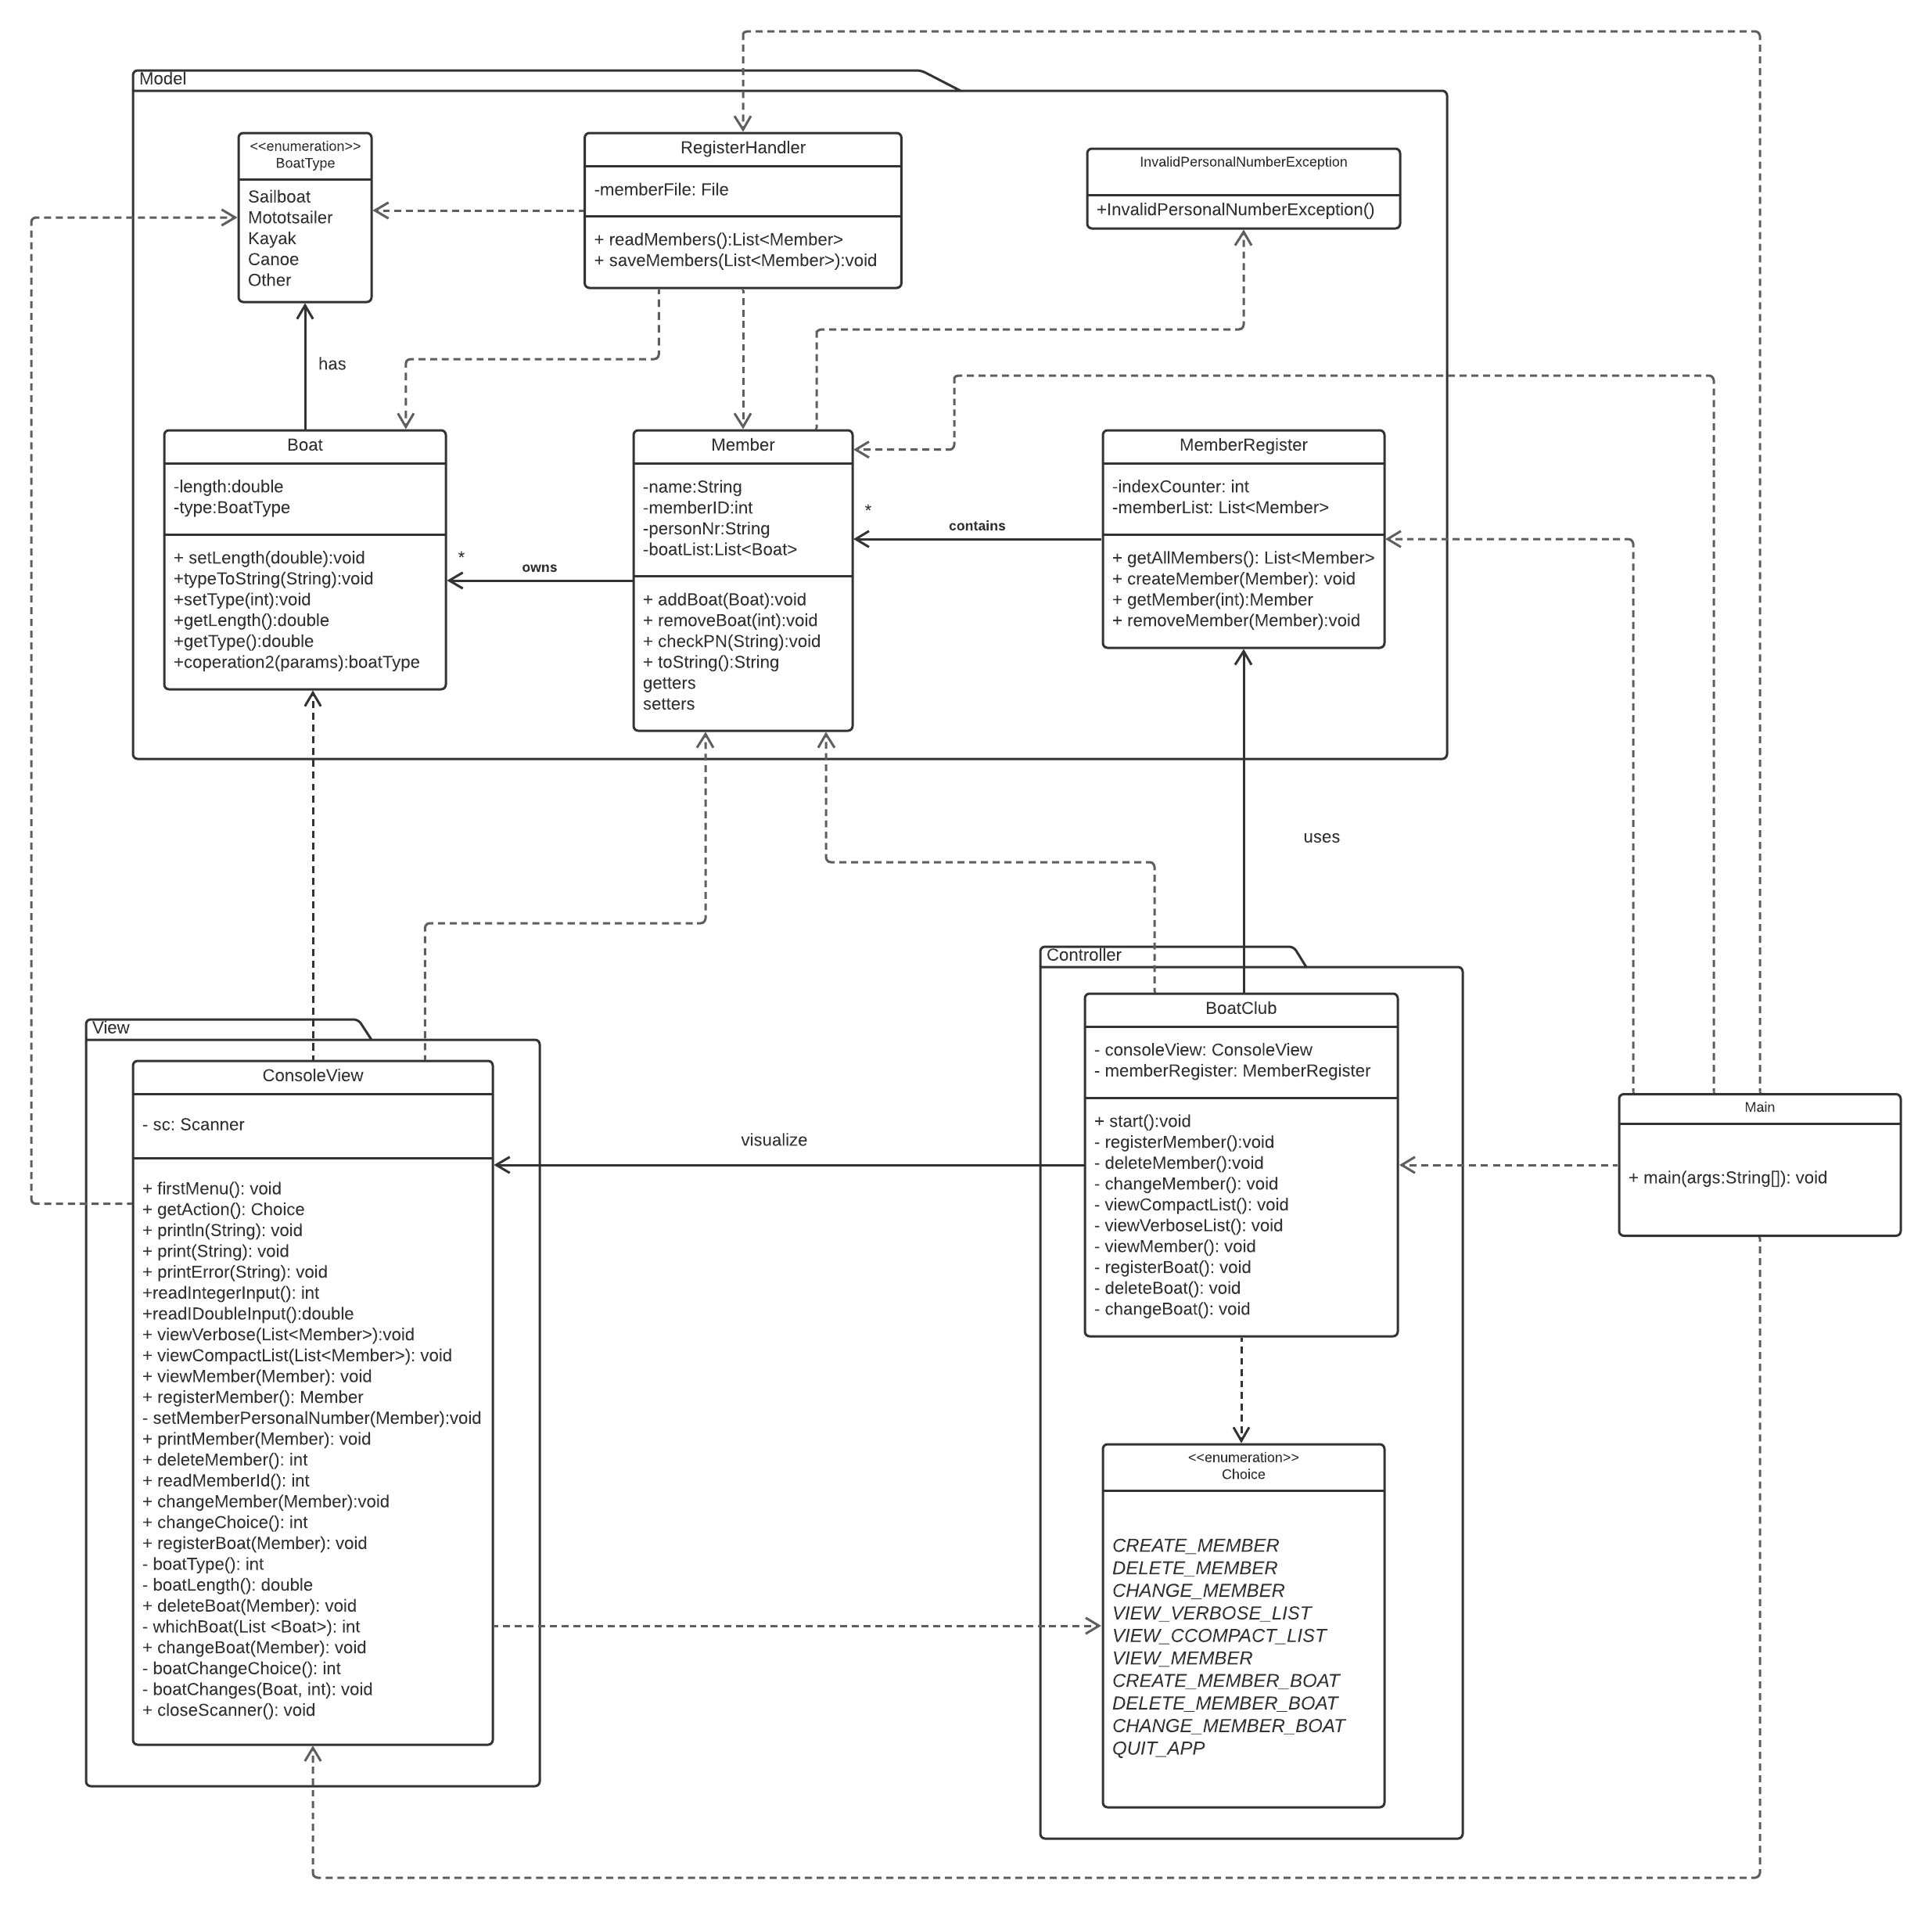 Model
<<enumeration>>
BoatType
Sailboat
Mototsailer
Kayak
Canoe
Other
RegisterHandler
-memberFile: File
+ readMembers():List<Member>
+ saveMembers(List<Member>):void
InvalidPersonalNumberException
+InvalidPersonalNumberException()
has
Boat
-length:double
-type:BoatType
+ setLength(double):void
+typeToString(String):void
+setType(int):void
+getLength():double
+getType():double
+coperation2(params):boatType
*
owns
Member
-name:String
-memberID:int
-personNr:String
-boatList:List<Boat>
+ addBoat(Boat):void
+ removeBoat(int):void
+ checkPN(String):void
+ toString():String
getters
setters
*
contains
MemberRegister
-indexCounter: int
-memberList: List<Member>
+ getAllMembers(): List<Member>
+ createMember(Member): void
+ getMember(int):Member
+ removeMember(Member):void
uses
View
ConsoleView
- sc: Scanner
+ firstMenu(): void
+ getAction(): Choice
+ println(String): void
+ print(String): void
+ printError(String): void
+readIntegerInput(): int
+readIDoubleInput():double
+ viewVerbose(List<Member>):void
+ viewCompactList(List<Member>): void
+ viewMember(Member): void
+ registerMember(): Member
- setMemberPersonalNumber(Member):void
+ printMember(Member): void
+ deleteMember(): int
+ readMemberId(): int
+ changeMember(Member):void
+ changeChoice(): int
+ registerBoat(Member): void
- boatType(): int
- boatLength(): double
+ deleteBoat(Member): void
- whichBoat(List <Boat>): int
+ changeBoat(Member): void
- boatChangeChoice(): int
- boatChanges(Boat, int): void
+ closeScanner(): void
visualize
Controller
BoatClub
- consoleView: ConsoleView
- memberRegister: MemberRegister
+ start():void
- registerMember():void
- deleteMember():void
- changeMember(): void
- viewCompactList(): void
- viewVerboseList(): void
- viewMember(): void
- registerBoat(): void
- deleteBoat(): void
- changeBoat(): void
<<enumeration>>
Choice
CREATE_MEMBER
DELETE_MEMBER
CHANGE_MEMBER
VIEW_VERBOSE_LIST
VIEW_CCOMPACT_LIST
VIEW_MEMBER
CREATE_MEMBER_BOAT
DELETE_MEMBER_BOAT
CHANGE_MEMBER_BOAT
QUIT_APP
Main
+ main(args:String[]): void